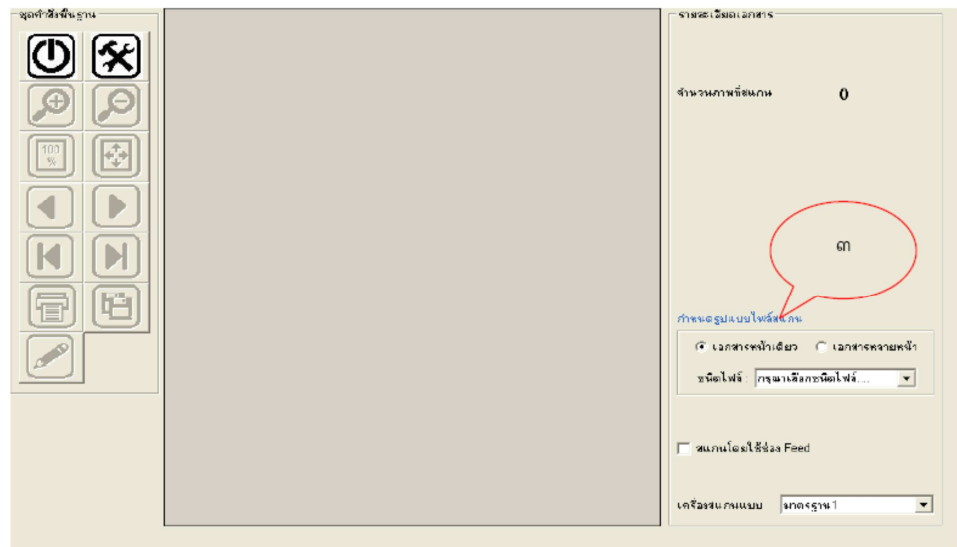 ชุดคำสั่งพื้นฐาน
100
%
รายละเอียดเอกสาร
จำนวนภาพที่สแกน 0
๓
กำหนดรูปแบบไฟล์สแกน
เอกสารหน้าเดียว เอกสารหลายหน้า
ชนิดไฟล์ : กรุณาเลือกชนิดไฟล์....
สแกนโดยใช้ช่อง Feed
เครื่องสแกนแบบ มาตรฐาน 1